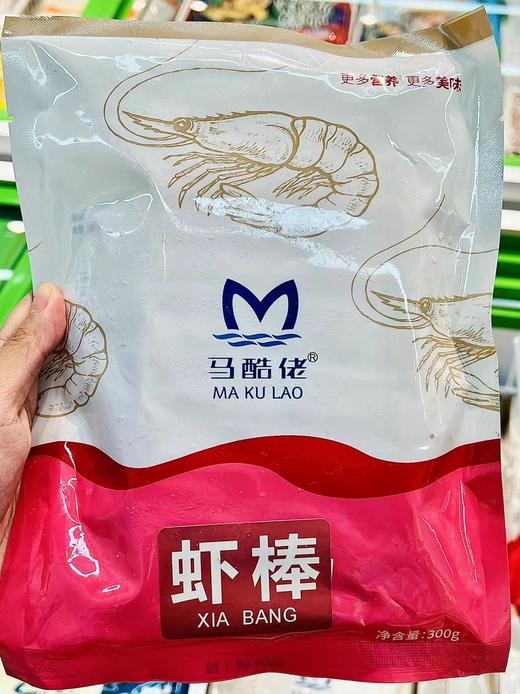 更多营养 更多美味
M
马酷佬®
MA KU LAO
虾棒
XIA BANG
净含量:300g